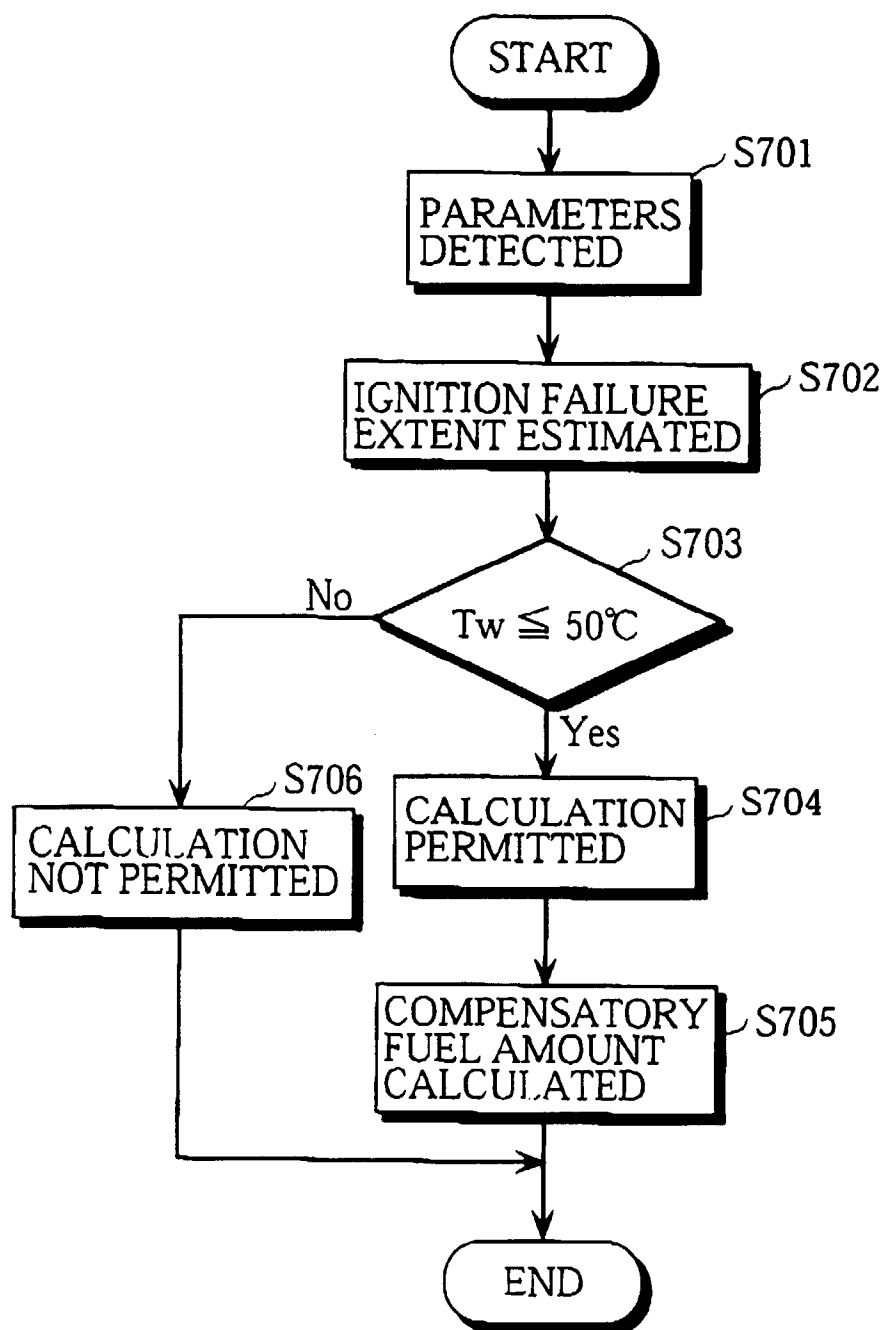 START
S701
PARAMETERS
DETECTED
S702
IGNITION FAILURE
EXTENT ESTIMATED
S703
No
Tw ≦ 50℃
Yes
S706
CALCULATION
NOT PERMITTED
S704
CALCULATION
PERMITTED
S705
COMPENSATORY
FUEL AMOUNT
CALCULATED
END